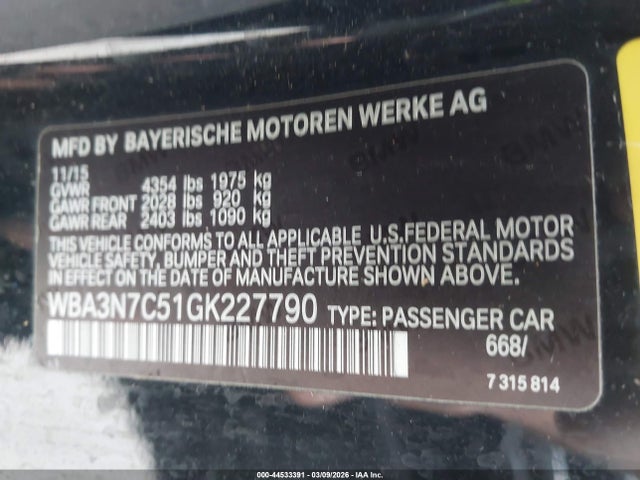 MFD BY BAYERISCHE MOTOREN WERKE AG
11/15
GVWR 4354 lbs 1975 kg
GAWR FRONT 2028 lbs 920 kg
GAWR REAR 2403 lbs 1090 kg
THIS VEHICLE CONFORMS TO ALL APPLICABLE U.S.FEDERAL MOTOR
VEHICLE SAFETY, BUMPER AND THEFT PREVENTION STANDARDS
IN EFFECT ON THE DATE OF MANUFACTURE SHOWN ABOVE.
WBA3N7C51GK227790 TYPE: PASSENGER CAR
668/
7 315 814
000-44533391 | 03/09/2026 | IAA Inc.